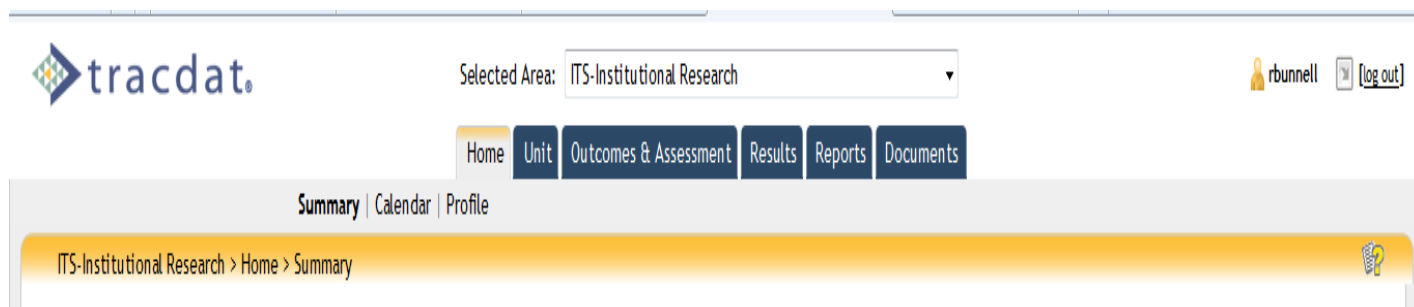 tracdat.
Selected Area: ITS-Institutional Research
rbunnell [log out]
Home Unit Outcomes & Assessment Results Reports Documents
Summary | Calendar | Profile
ITS-Institutional Research > Home > Summary